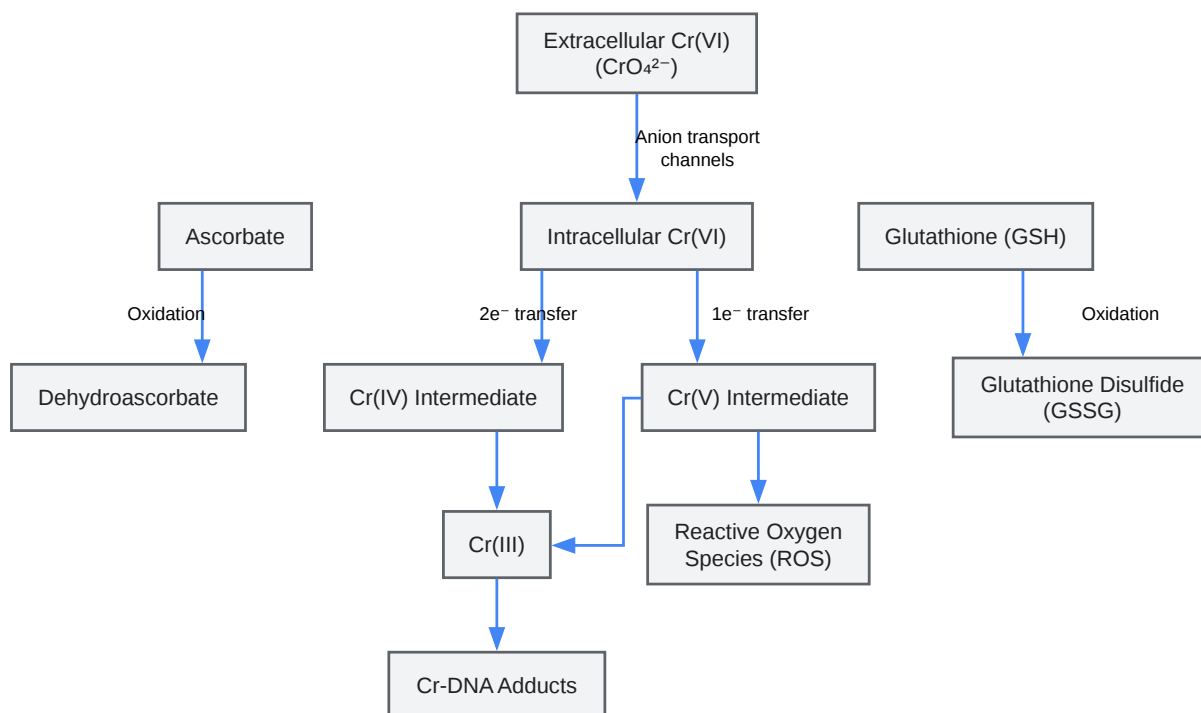 Extracellular Cr(VI)
(CrO₄²⁻)
Anion transport
channels
Ascorbate
Intracellular Cr(VI)
Glutathione (GSH)
Oxidation
2e⁻ transfer
1e⁻ transfer
Oxidation
Dehydroascorbate
Cr(IV) Intermediate
Cr(V) Intermediate
Glutathione Disulfide
(GSSG)
Cr(III)
Reactive Oxygen
Species (ROS)
Cr-DNA Adducts